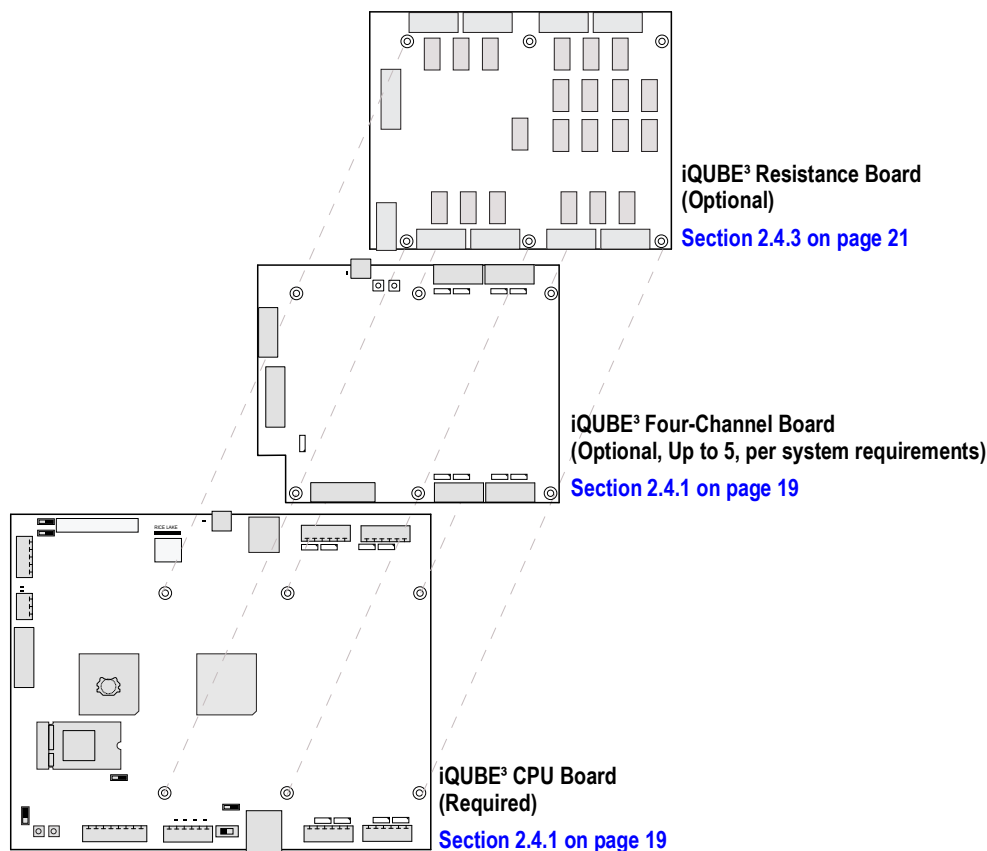 iQUBE³ Resistance Board
(Optional)
Section 2.4.3 on page 21
iQUBE³ Four-Channel Board
(Optional, Up to 5, per system requirements)
Section 2.4.1 on page 19
RICE LAKE
iQUBE³ CPU Board
(Required)
Section 2.4.1 on page 19